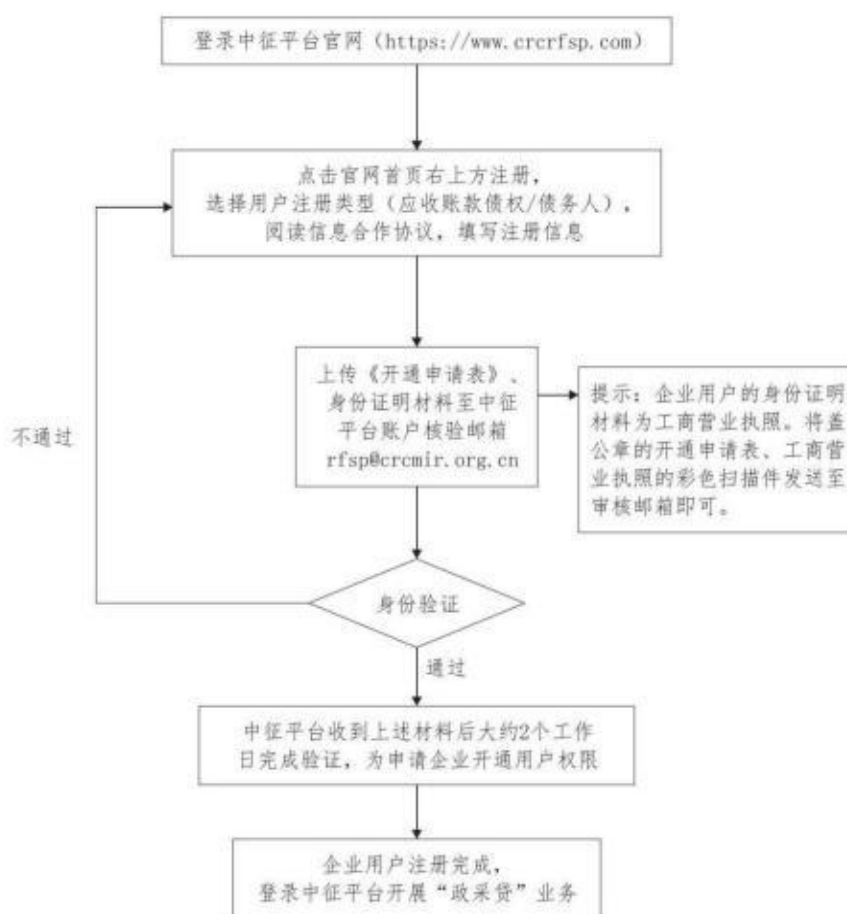 登录中征平台官网（https://www.crcrfsp.com）
点击官网首页右上方注册，
选择用户注册类型（应收账款债权/债务人），
阅读信息合作协议，填写注册信息
上传《开通申请表》、
身份证明材料至中征
平台账户核验邮箱
rfsp@crcmir.org.cn
提示：企业用户的身份证明
材料为工商营业执照。将盖
公章的开通申请表、工商营
业执照的彩色扫描件发送至
审核邮箱即可。
不通过
身份验证
通过
中征平台收到上述材料后大约2个工作
日完成验证，为申请企业开通用户权限
企业用户注册完成，
登录中征平台开展“政采贷”业务